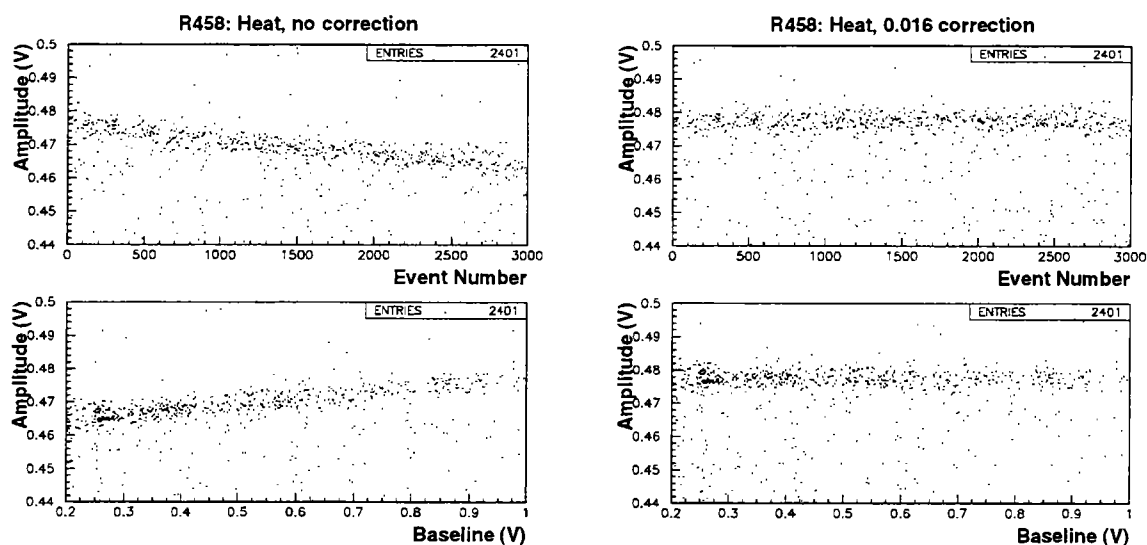 R458: Heat, no correction
R458: Heat, 0.016 correction
Amplitude (V)
0.5
0.49
0.48
0.47
0.46
0.45
0.44
ENTRIES 2401
0 500 1000 1500 2000 2500 3000
Event Number
Amplitude (V)
0.5
0.49
0.48
0.47
0.46
0.45
0.44
ENTRIES 2401
0 500 1000 1500 2000 2500 3000
Event Number
Amplitude (V)
0.5
0.49
0.48
0.47
0.46
0.45
0.44
ENTRIES 2401
0.2 0.3 0.4 0.5 0.6 0.7 0.8 0.9 1
Baseline (V)
Amplitude (V)
0.5
0.49
0.48
0.47
0.46
0.45
0.44
ENTRIES 2401
0.2 0.3 0.4 0.5 0.6 0.7 0.8 0.9 1
Baseline (V)